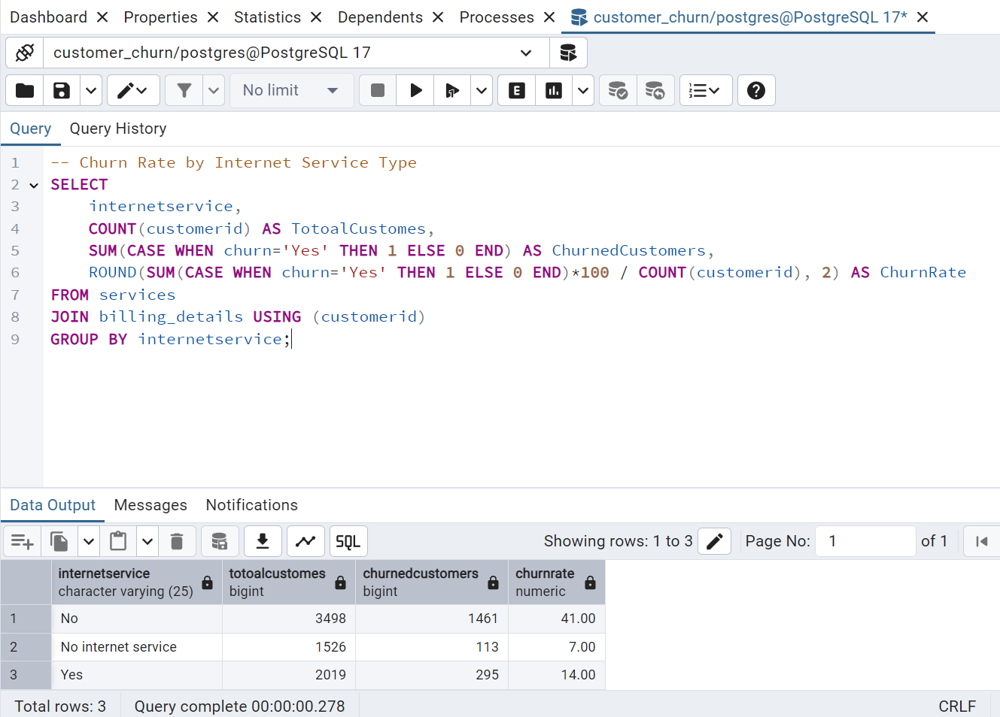 Dashboard Properties Statistics Dependents Processes customer_churn/postgres@PostgreSQL 17*
customer_churn/postgres@PostgreSQL 17
No limit E
Query Query History
1 -- Churn Rate by Internet Service Type
2 SELECT
3 internetservice,
4 COUNT(customerid) AS TotoalCustomes,
5 SUM(CASE WHEN churn='Yes' THEN 1 ELSE 0 END) AS ChurnedCustomers,
6 ROUND(SUM(CASE WHEN churn='Yes' THEN 1 ELSE 0 END)*100 / COUNT(customerid), 2) AS ChurnRate
7 FROM services
8 JOIN billing_details USING (customerid)
9 GROUP BY internetservice;
Data Output Messages Notifications
SQL Showing rows: 1 to 3 Page No: 1 of 1
internetservice totoalcustomes churnedcustomers churnrate
character varying (25) bigint bigint numeric
1 No 3498 1461 41.00
2 No internet service 1526 113 7.00
3 Yes 2019 295 14.00
Total rows: 3 Query complete 00:00:00.278 CRLF